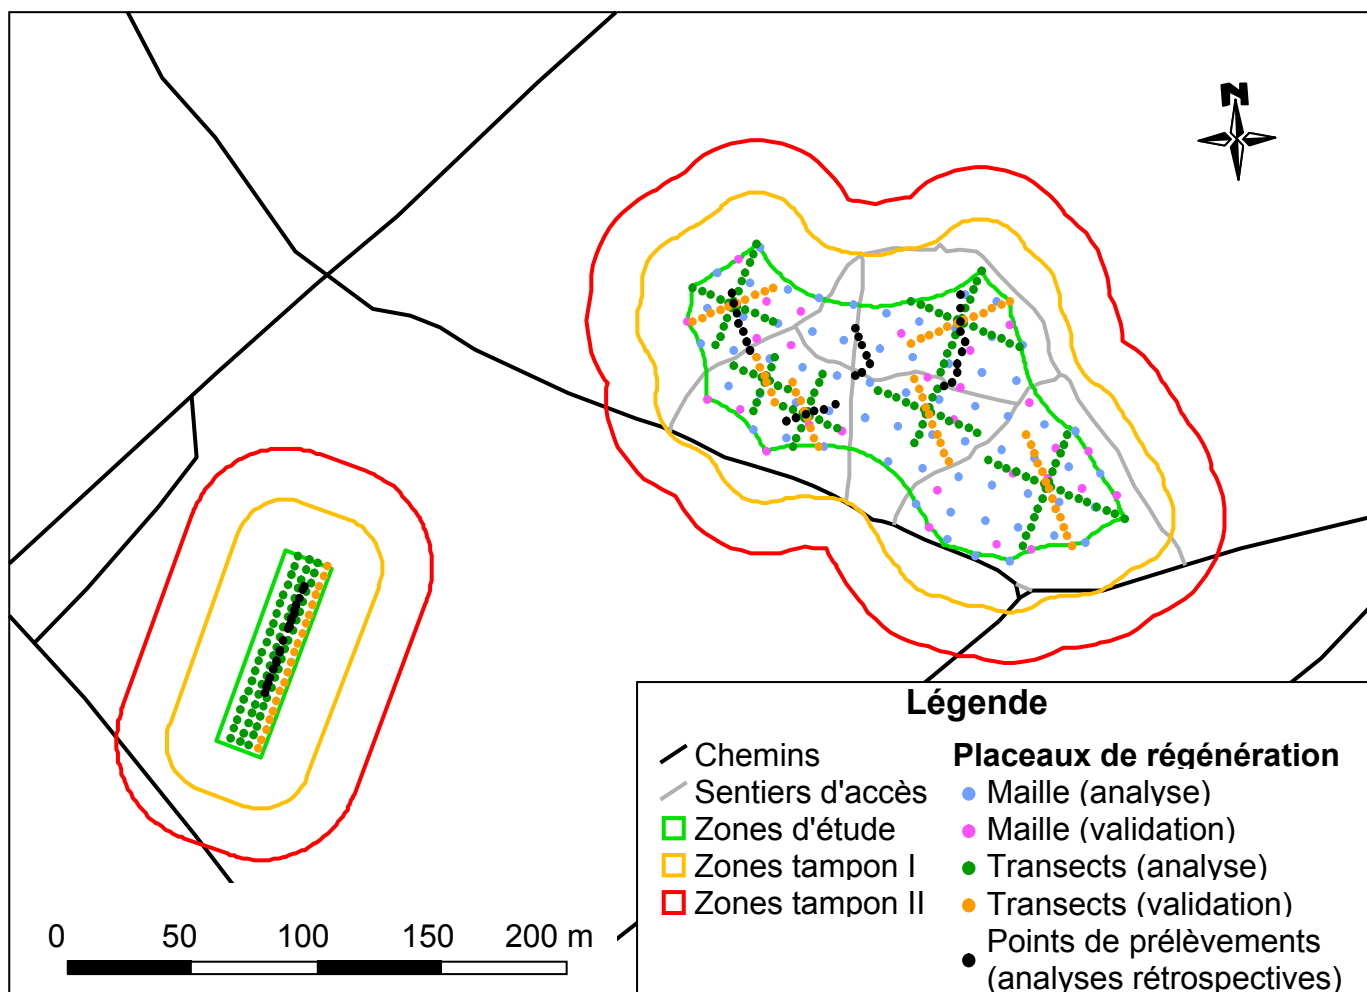 N
0 50 100 150 200 m
Légende
Chemins
Sentiers d'accès
Zones d'étude
Zones tampon I
Zones tampon II
Placeaux de régénération
Maille (analyse)
Maille (validation)
Transects (analyse)
Transects (validation)
Points de prélèvements
(analyses rétrospectives)